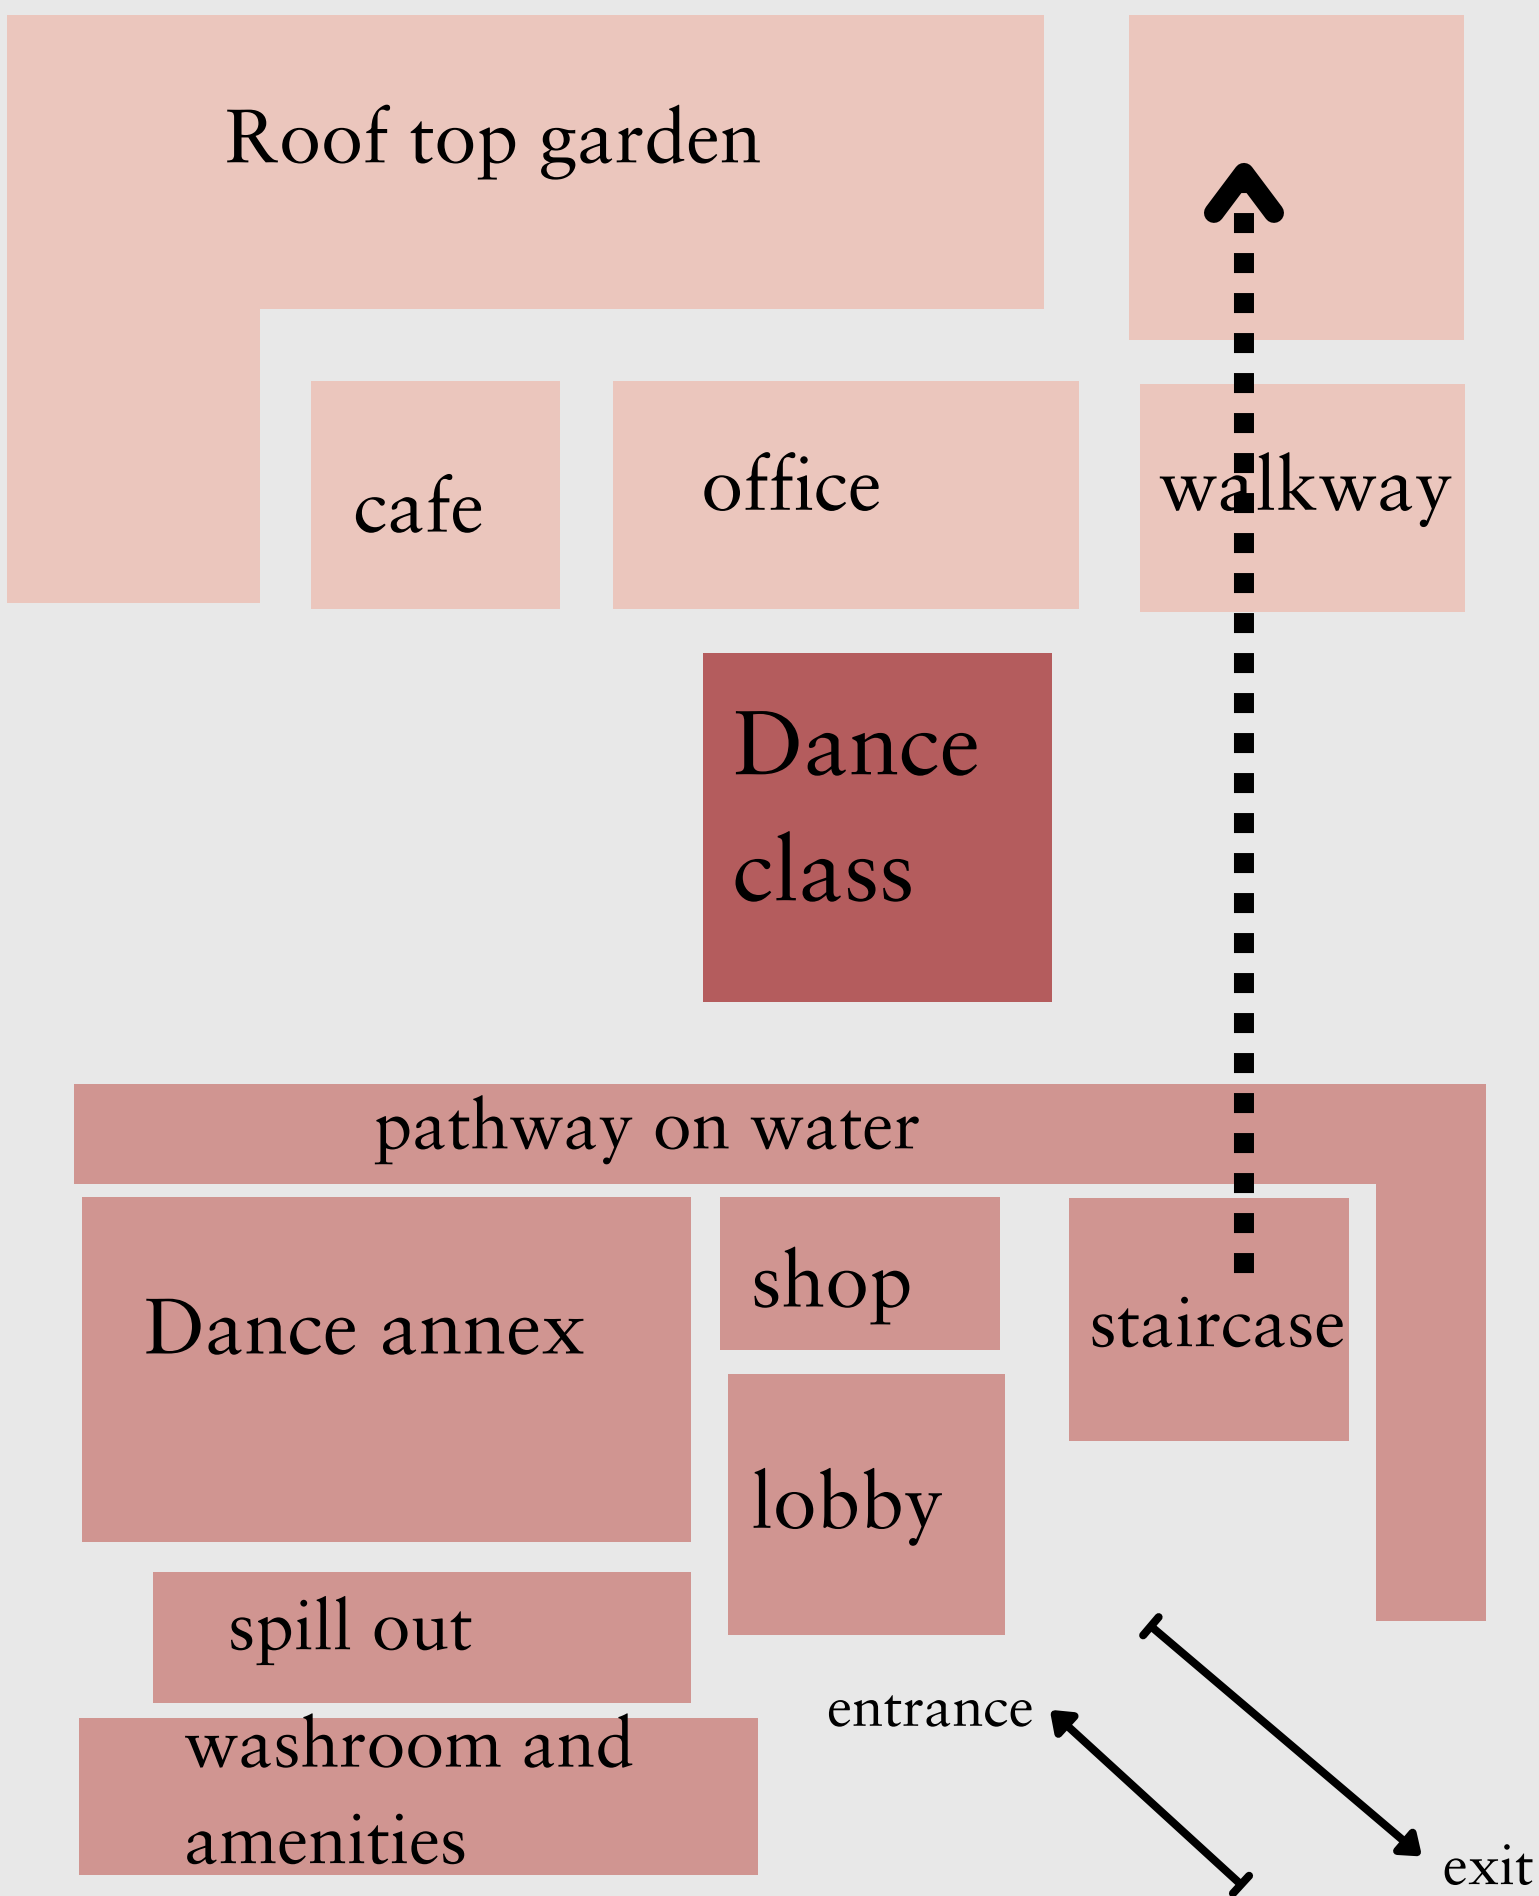 Roof top garden
cafe
office
walkway
Dance
class
pathway on water
Dance annex
shop
staircase
lobby
spill out
washroom and
amenities
entrance
exit